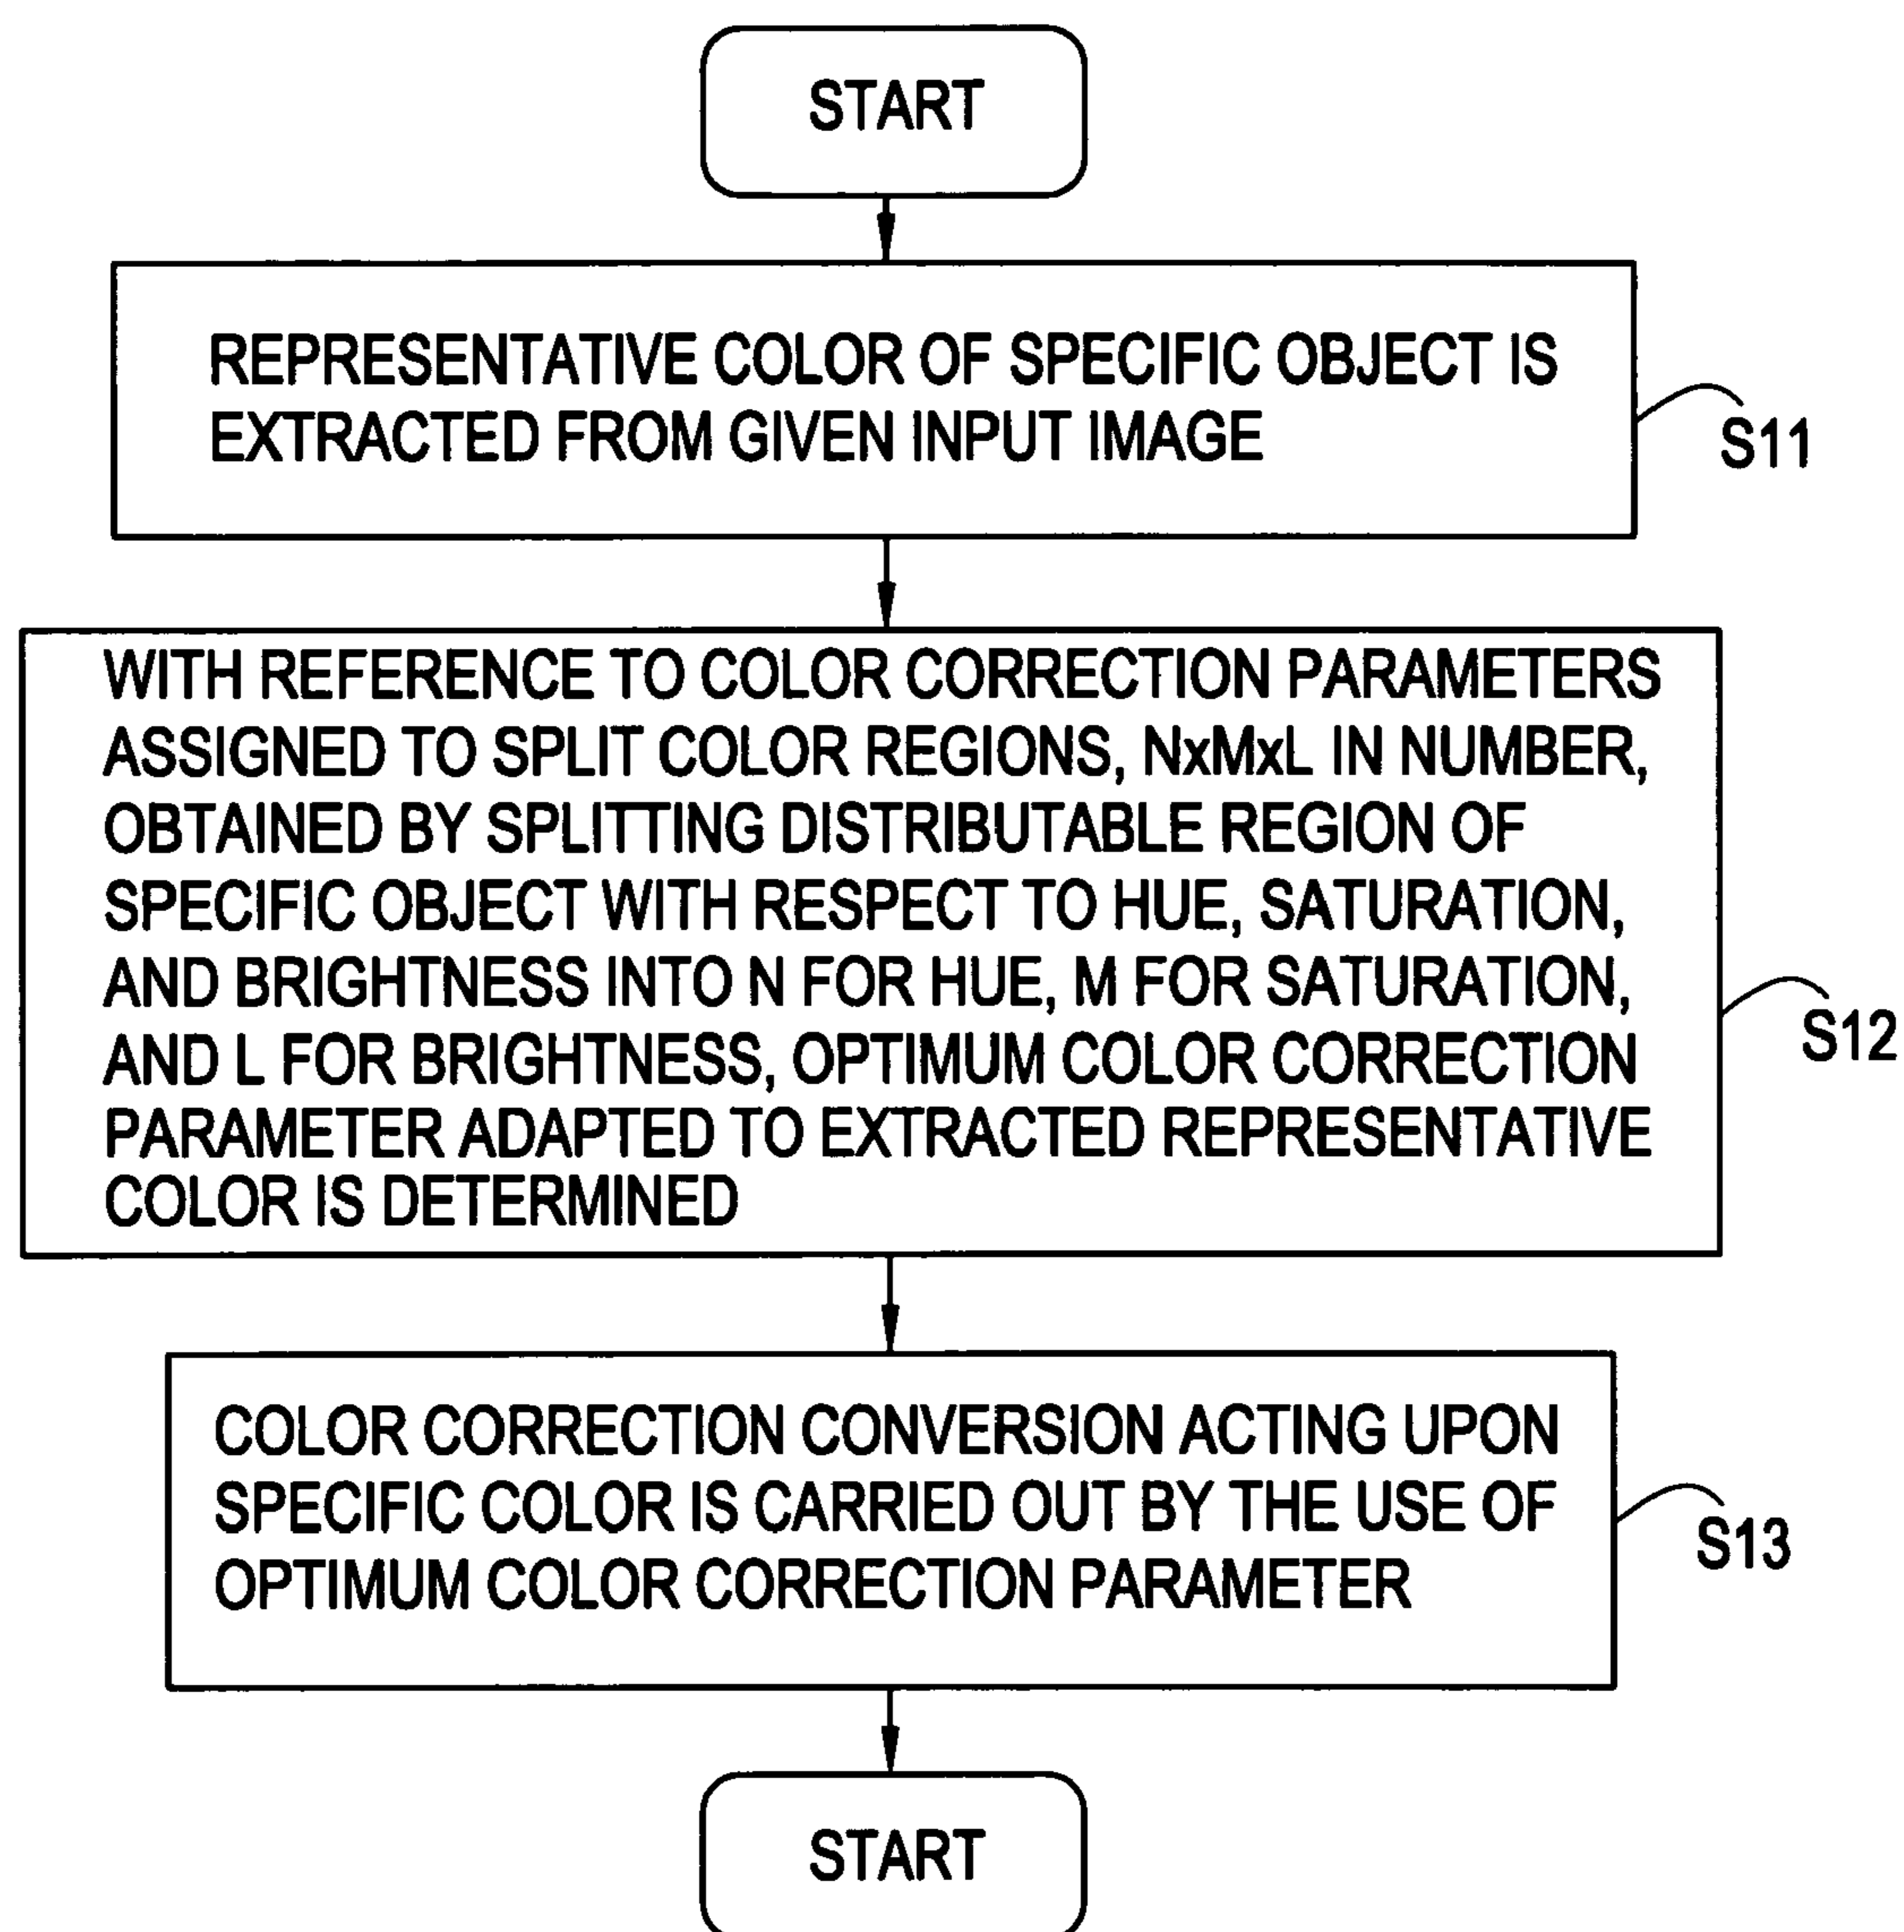 START
REPRESENTATIVE COLOR OF SPECIFIC OBJECT IS
EXTRACTED FROM GIVEN INPUT IMAGE
S11
WITH REFERENCE TO COLOR CORRECTION PARAMETERS
ASSIGNED TO SPLIT COLOR REGIONS, NxMxL IN NUMBER,
OBTAINED BY SPLITTING DISTRIBUTABLE REGION OF
SPECIFIC OBJECT WITH RESPECT TO HUE, SATURATION,
AND BRIGHTNESS INTO N FOR HUE, M FOR SATURATION,
AND L FOR BRIGHTNESS, OPTIMUM COLOR CORRECTION
PARAMETER ADAPTED TO EXTRACTED REPRESENTATIVE
COLOR IS DETERMINED
S12
COLOR CORRECTION CONVERSION ACTING UPON
SPECIFIC COLOR IS CARRIED OUT BY THE USE OF
OPTIMUM COLOR CORRECTION PARAMETER
S13
START